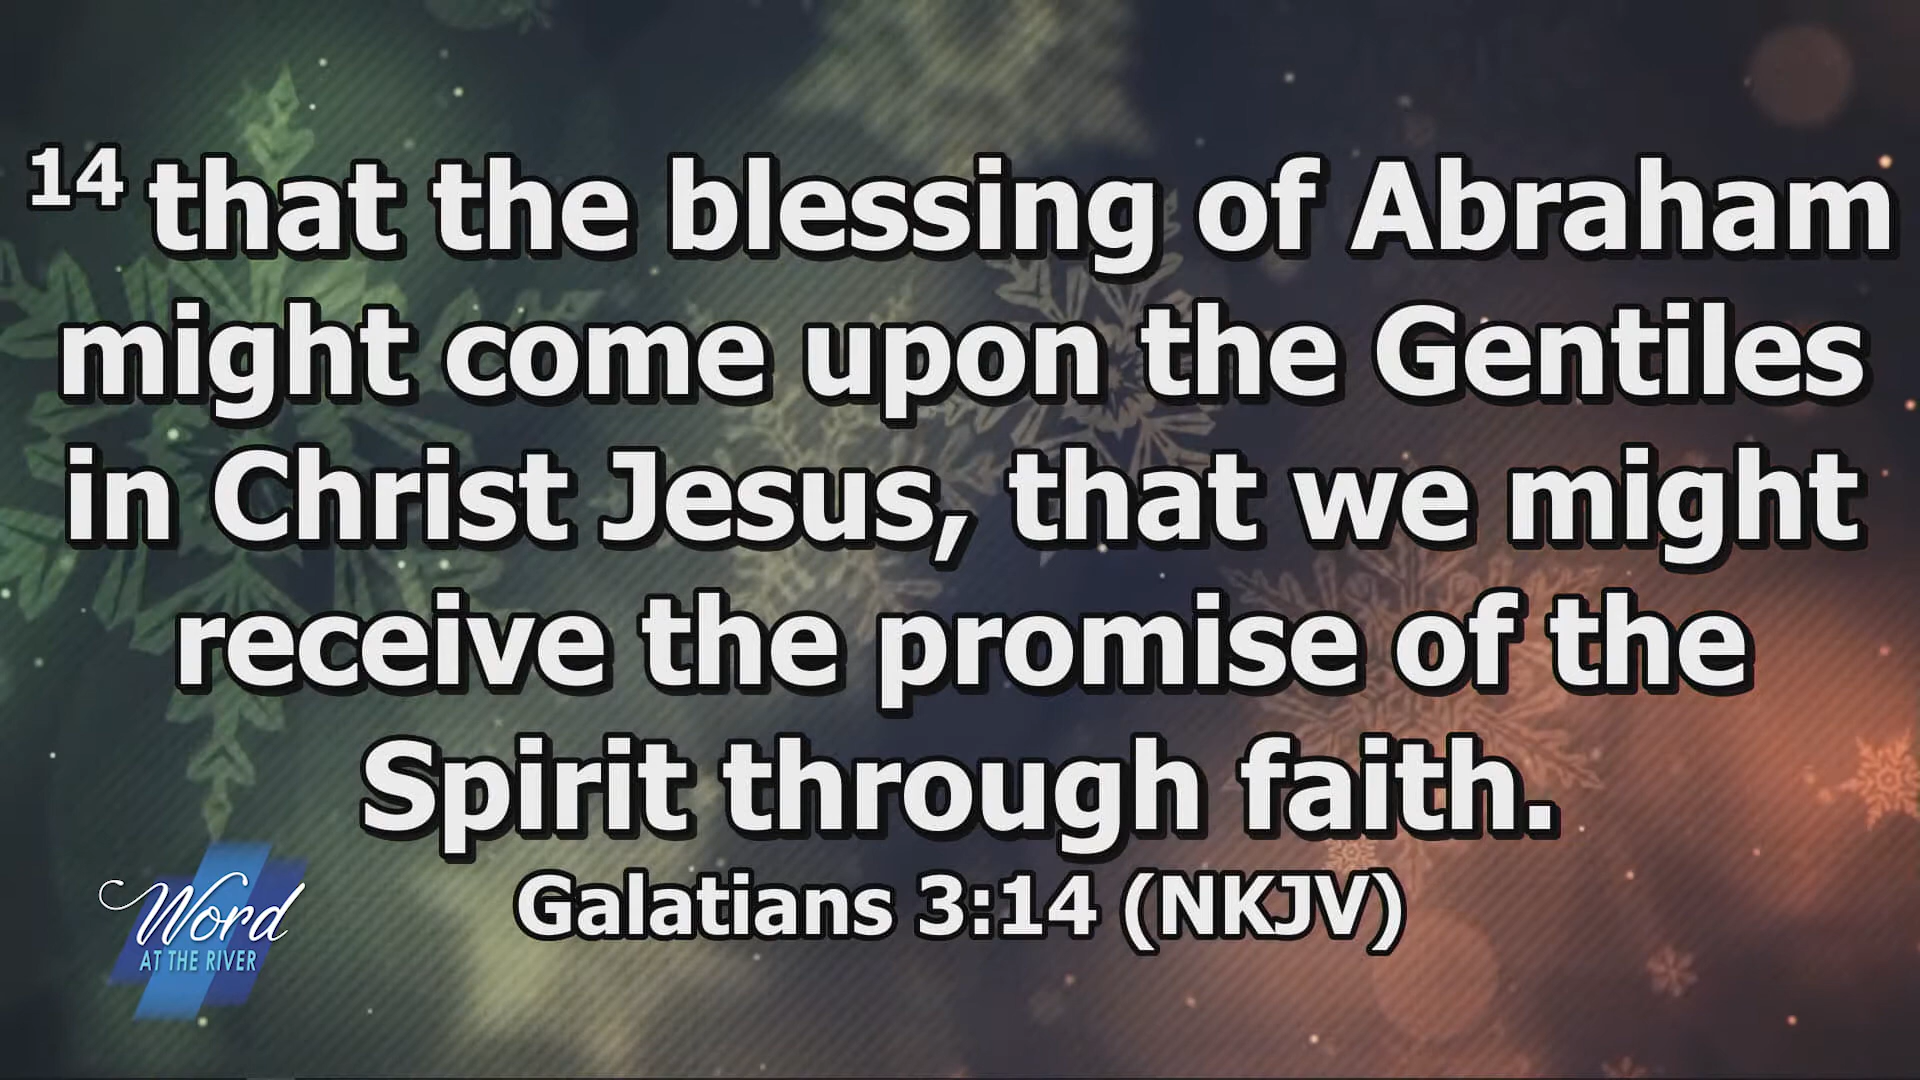 14 that the blessing of Abraham
might come upon the Gentiles
in Christ Jesus, that we might
receive the promise of the
Spirit through faith.
Galatians 3:14 (NKJV)
Word
AT THE RIVER